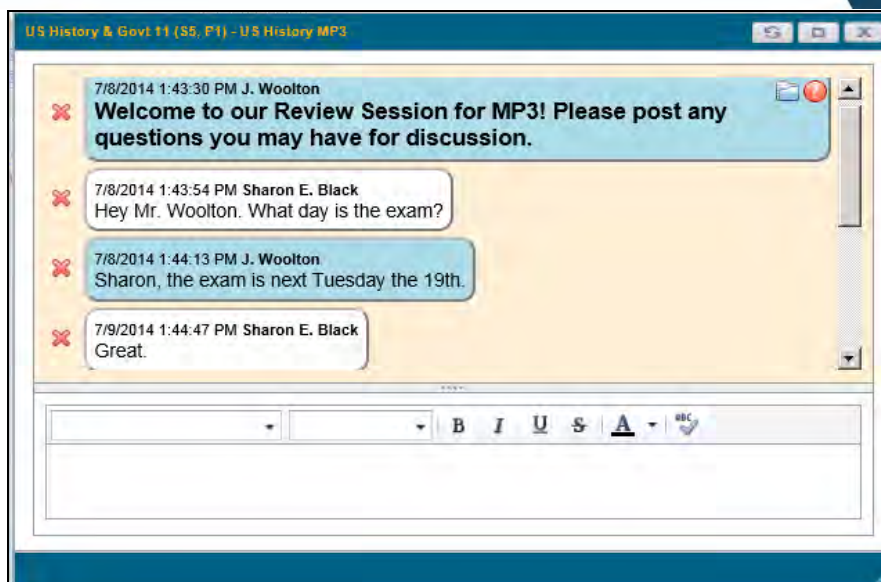 US History & Govt 11 (S5, P1) - US History MP3
7/8/2014 1:43:30 PM J. Woolton
Welcome to our Review Session for MP3! Please post any
questions you may have for discussion.
7/8/2014 1:43:54 PM Sharon E. Black
Hey Mr. Woolton. What day is the exam?
7/8/2014 1:44:13 PM J. Woolton
Sharon, the exam is next Tuesday the 19th.
7/9/2014 1:44:47 PM Sharon E. Black
Great.
B I U S A ABC